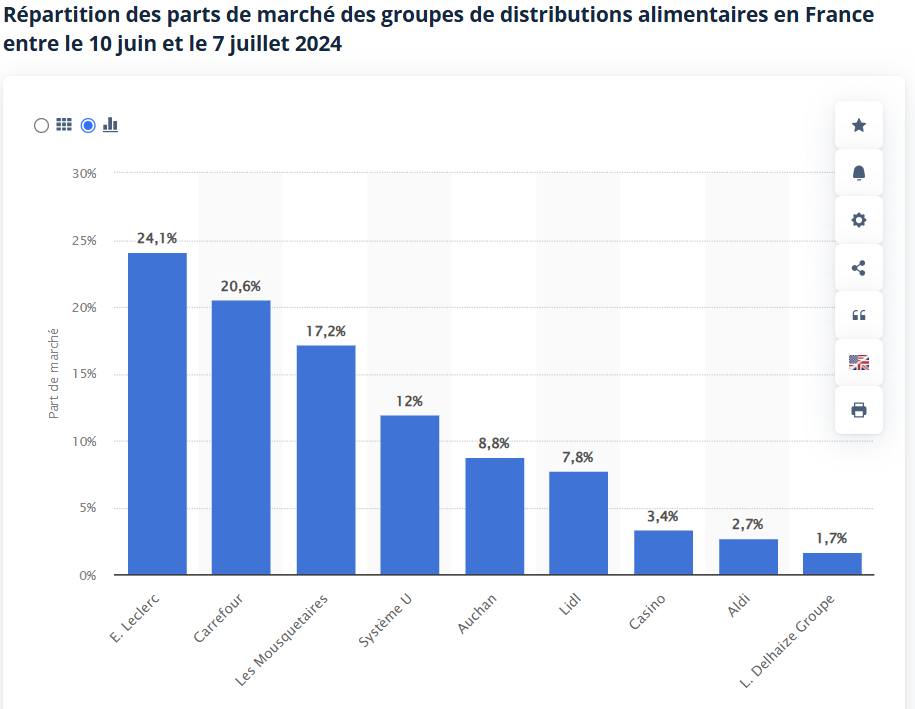 Répartition des parts de marché des groupes de distributions alimentaires en France
entre le 10 juin et le 7 juillet 2024
30%
25%
20%
15%
10%
5%
0%
Part de marché
24,1%
20,6%
17,2%
12%
8,8%
7,8%
3,4%
2,7%
1,7%
E. Leclerc
Carrefour
Les Mousquetaires
Système U
Auchan
Lidl
Casino
Aldi
L. Delhaize Groupe